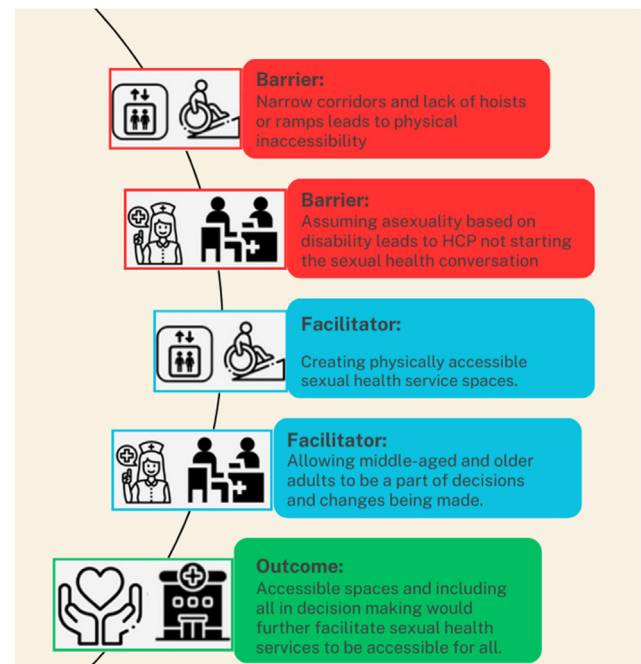 Barrier:
Narrow corridors and lack of hoists
or ramps leads to physical
inaccessibility
Barrier:
Assuming asexuality based on
disability leads to HCP not starting
the sexual health conversation
Facilitator:
Creating physically accessible
sexual health service spaces.
Facilitator:
Allowing middle-aged and older
adults to be a part of decisions
and changes being made.
Outcome:
Accessible spaces and including
all in decision making would
further facilitate sexual health
services to be accessible for all.